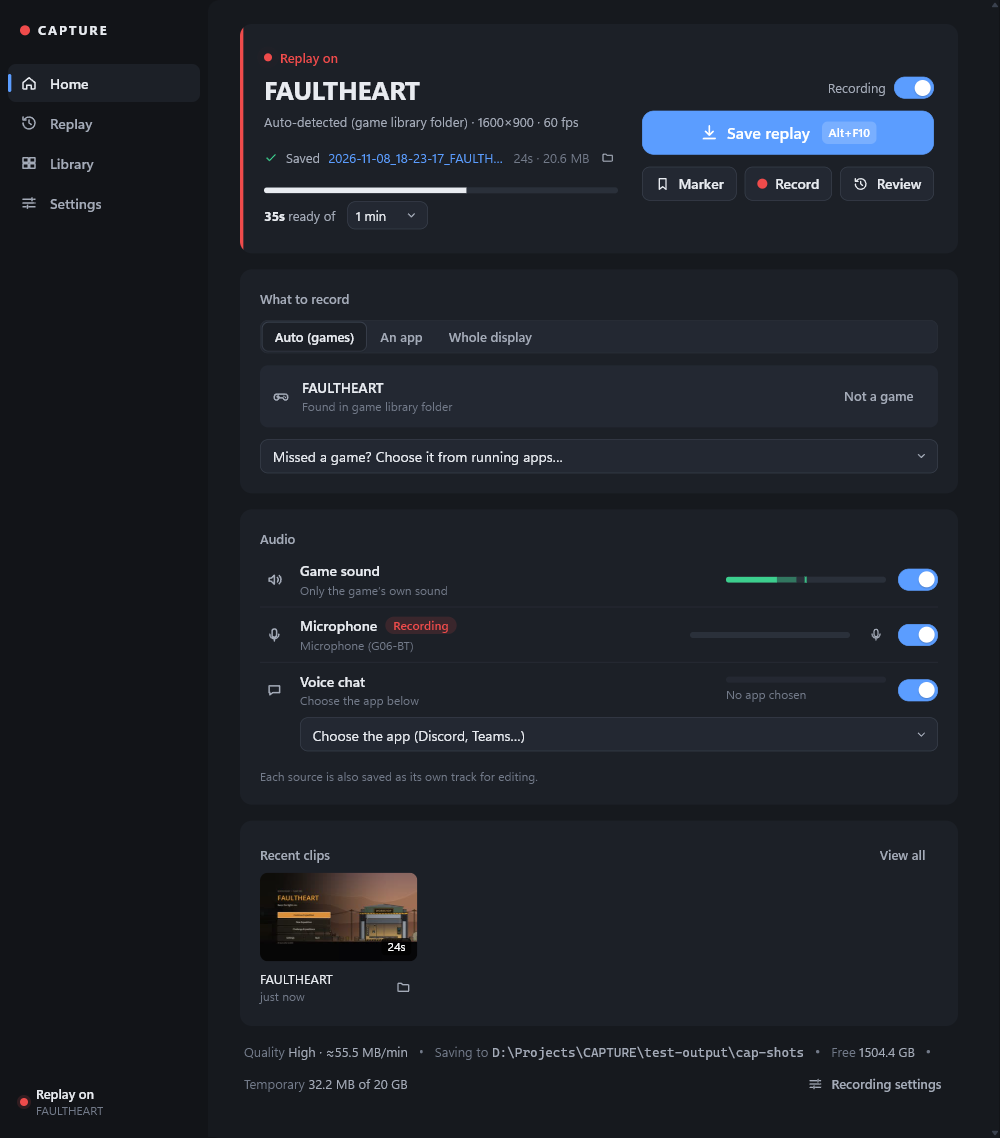 CAPTURE
Home
Replay
Library
Settings
Replay on
FAULTHEART
Replay on
FAULTHEART
Auto-detected (game library folder) · 1600×900 · 60 fps
Saved 2026-11-08_18-23-17_FAULTH... 24s · 20.6 MB
35s ready of 1 min
Recording
Save replay Alt+F10
Marker Record Review
What to record
Auto (games) An app Whole display
FAULTHEART
Found in game library folder
Not a game
Missed a game? Choose it from running apps...
Audio
Game sound
Only the game's own sound
Microphone Recording
Microphone (G06-BT)
Voice chat
Choose the app below
No app chosen
Choose the app (Discord, Teams...)
Each source is also saved as its own track for editing.
Recent clips
View all
FAULTHEART
24s
FAULTHEART
just now
Quality High · ≈55.5 MB/min • Saving to D:\Projects\CAPTURE\test-output\cap-shots • Free 1504.4 GB •
Temporary 32.2 MB of 20 GB
Recording settings